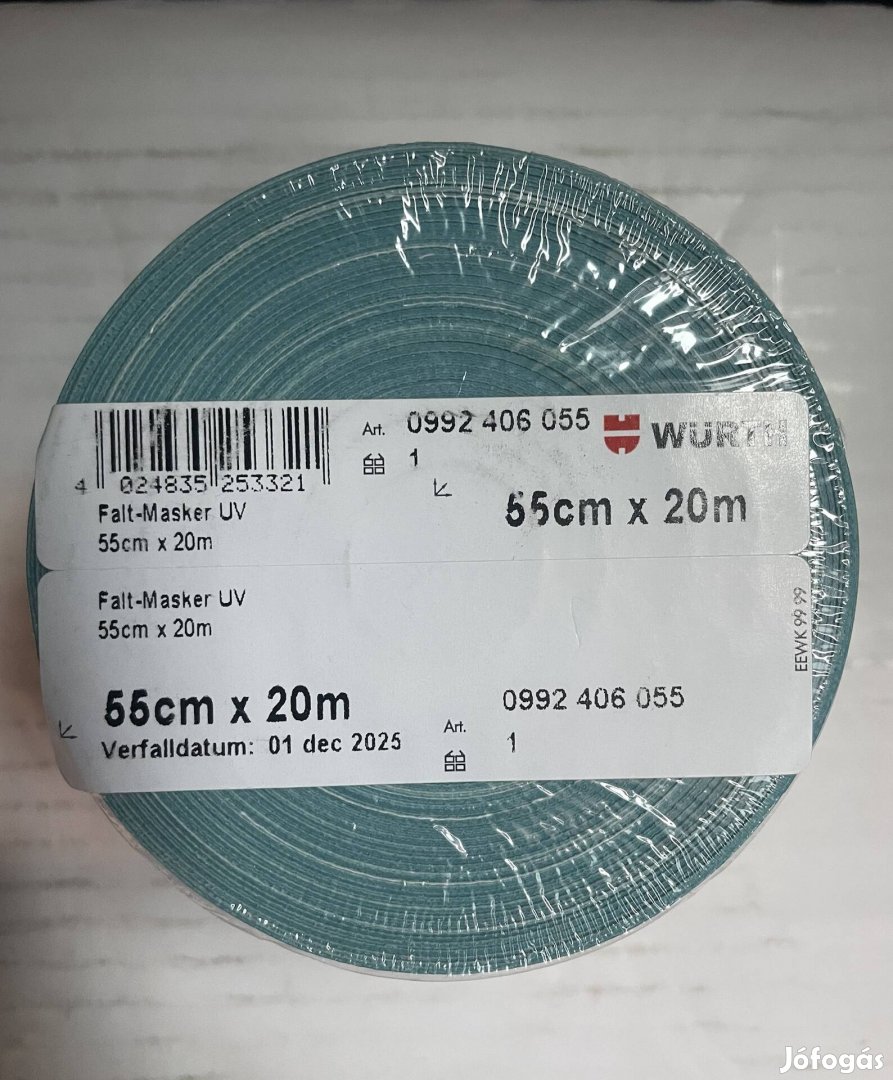 Art. 0992 406 055 WÜRTH
1
4 024835 253321
Falt-Masker UV
55cm x 20m
55cm x 20m
Falt-Masker UV
55cm x 20m
EEWK 99 99
55cm x 20m
Verfalldatum: 01 dec 2025
Art. 0992 406 055
1
Jófogás